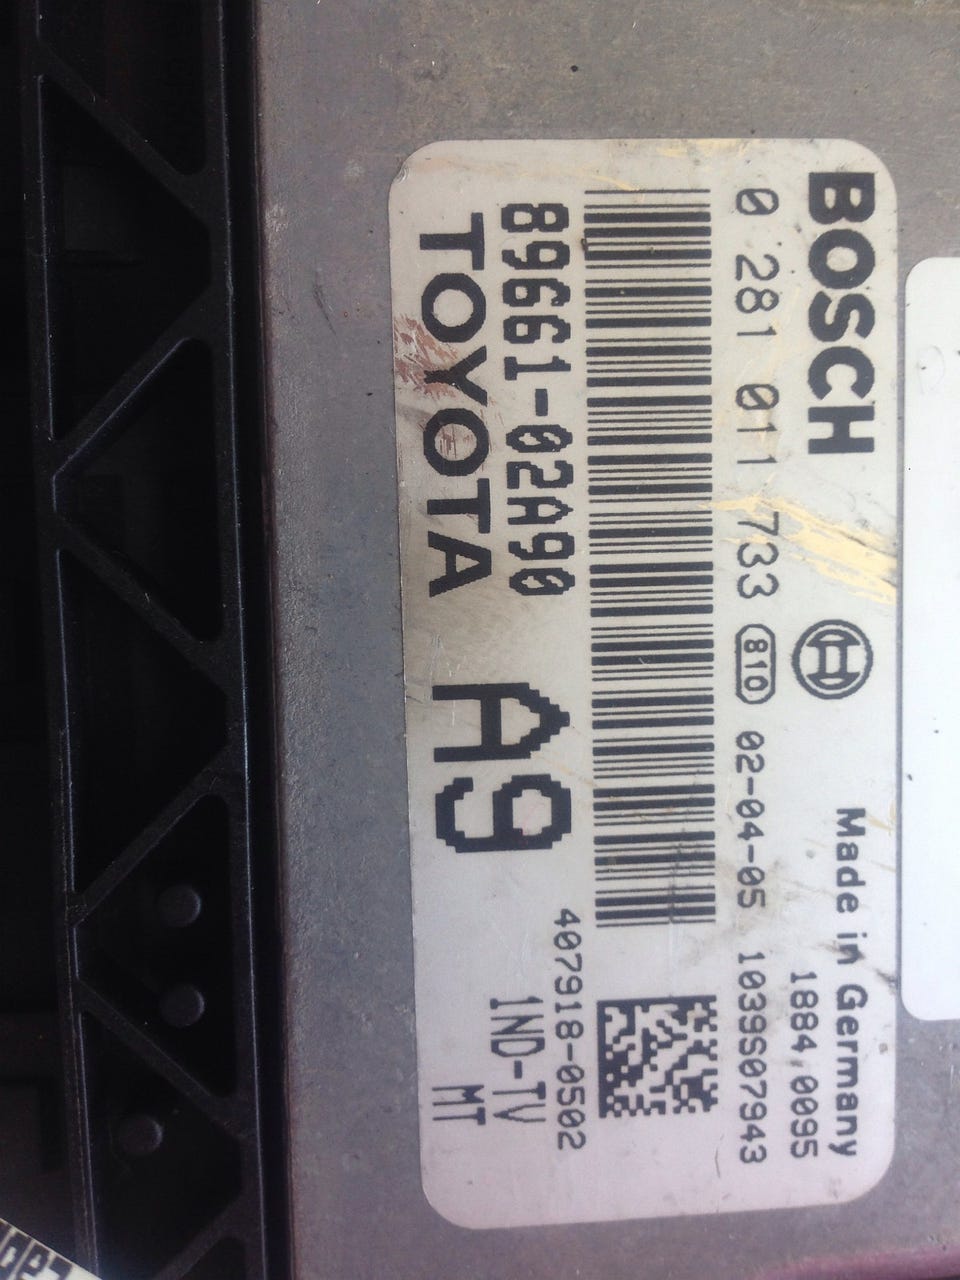 BOSCH
Made in Germany
1884,0095
0 281 011 733 810 02-04-05 1039S07943
89661-02A90
TOYOTA
A9
407918-0502
1ND-TV
MT